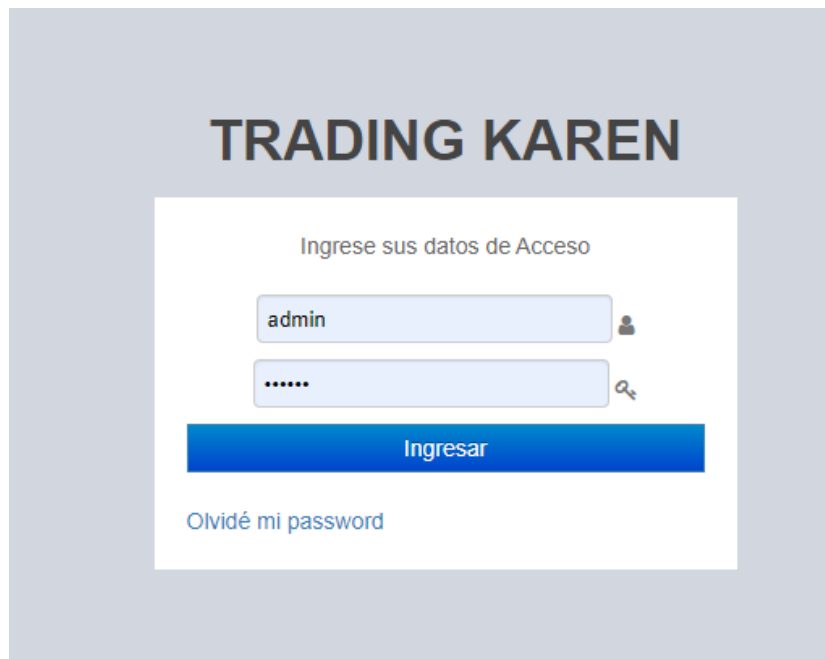 TRADING KAREN
Ingrese sus datos de Acceso
admin
••••••
Ingresar
Olvidé mi password